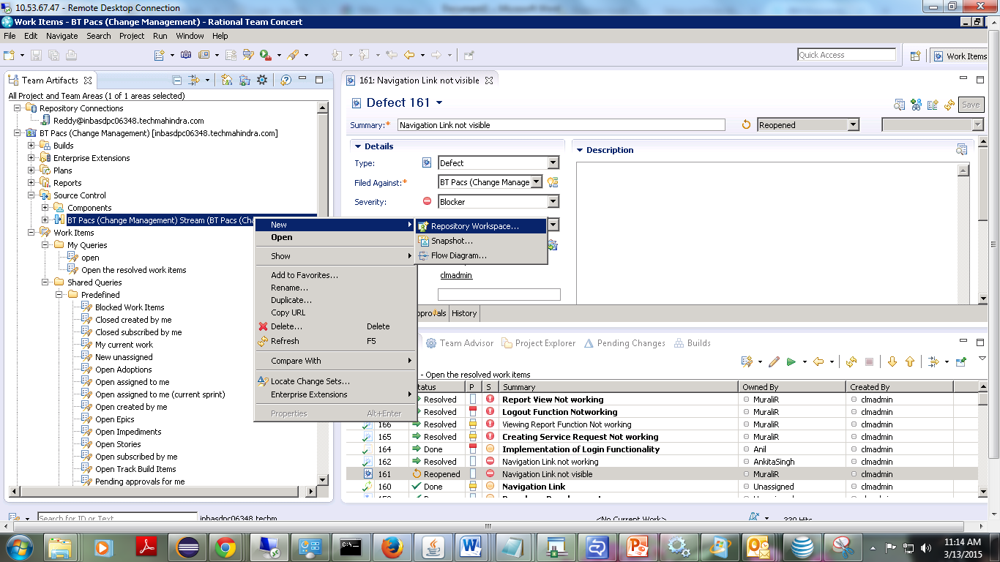 10.53.67.47 - Remote Desktop Connection
Work Items - BT Pacs (Change Management) - Rational Team Concert
File Edit Navigate Search Project Run Window Help
Quick Access
Work Items
Team Artifacts
All Project and Team Areas (1 of 1 areas selected)
Repository Connections
Reddy@inbasdpc06348.techmahindra.com
BT Pacs (Change Management) [inbasdpc06348.techmahindra.com]
Builds
Enterprise Extensions
Plans
Reports
Source Control
Components
BT Pacs (Change Management) Stream (BT Pacs (Cha
Work Items
My Queries
open
Open the resolved work items
Shared Queries
Predefined
Blocked Work Items
Closed created by me
Closed subscribed by me
My current work
New unassigned
Open Adoptions
Open assigned to me
Open assigned to me (current sprint)
Open created by me
Open Epics
Open Impediments
Open Stories
Open subscribed by me
Open Track Build Items
Pending approvals for me
New
Open
Show
Add to Favorites...
Rename...
Duplicate...
Copy URL
Delete... Delete
Refresh F5
Compare With
Locate Change Sets...
Enterprise Extensions
Properties Alt+Enter
Repository Workspace...
Snapshot...
Flow Diagram...
161: Navigation Link not visible
Defect 161
Save
Summary:* Navigation Link not visible
Reopened
Details
Type: Defect
Filed Against:* BT Pacs (Change Manage
Severity: Blocker
clmadmin
Description
provals History
Team Advisor Project Explorer Pending Changes Builds
- Open the resolved work items
tatus P S Summary Owned By Created By
Resolved Report View Not working MuraliR clmadmin
Resolved Logout Function Notworking MuraliR clmadmin
166 Resolved Viewing Report Function Not working MuraliR clmadmin
165 Resolved Creating Service Request Not working MuraliR clmadmin
164 Done Implementation of Login Functionality Anil clmadmin
162 Resolved Navigation Link not working AnkitaSingh clmadmin
161 Reopened Navigation Link not visible MuraliR clmadmin
160 Done Navigation Link Unassigned clmadmin
Search for ID or Text
inbasdpc06348.techm
<No Current Work>
330 Hits
11:14 AM
3/13/2015